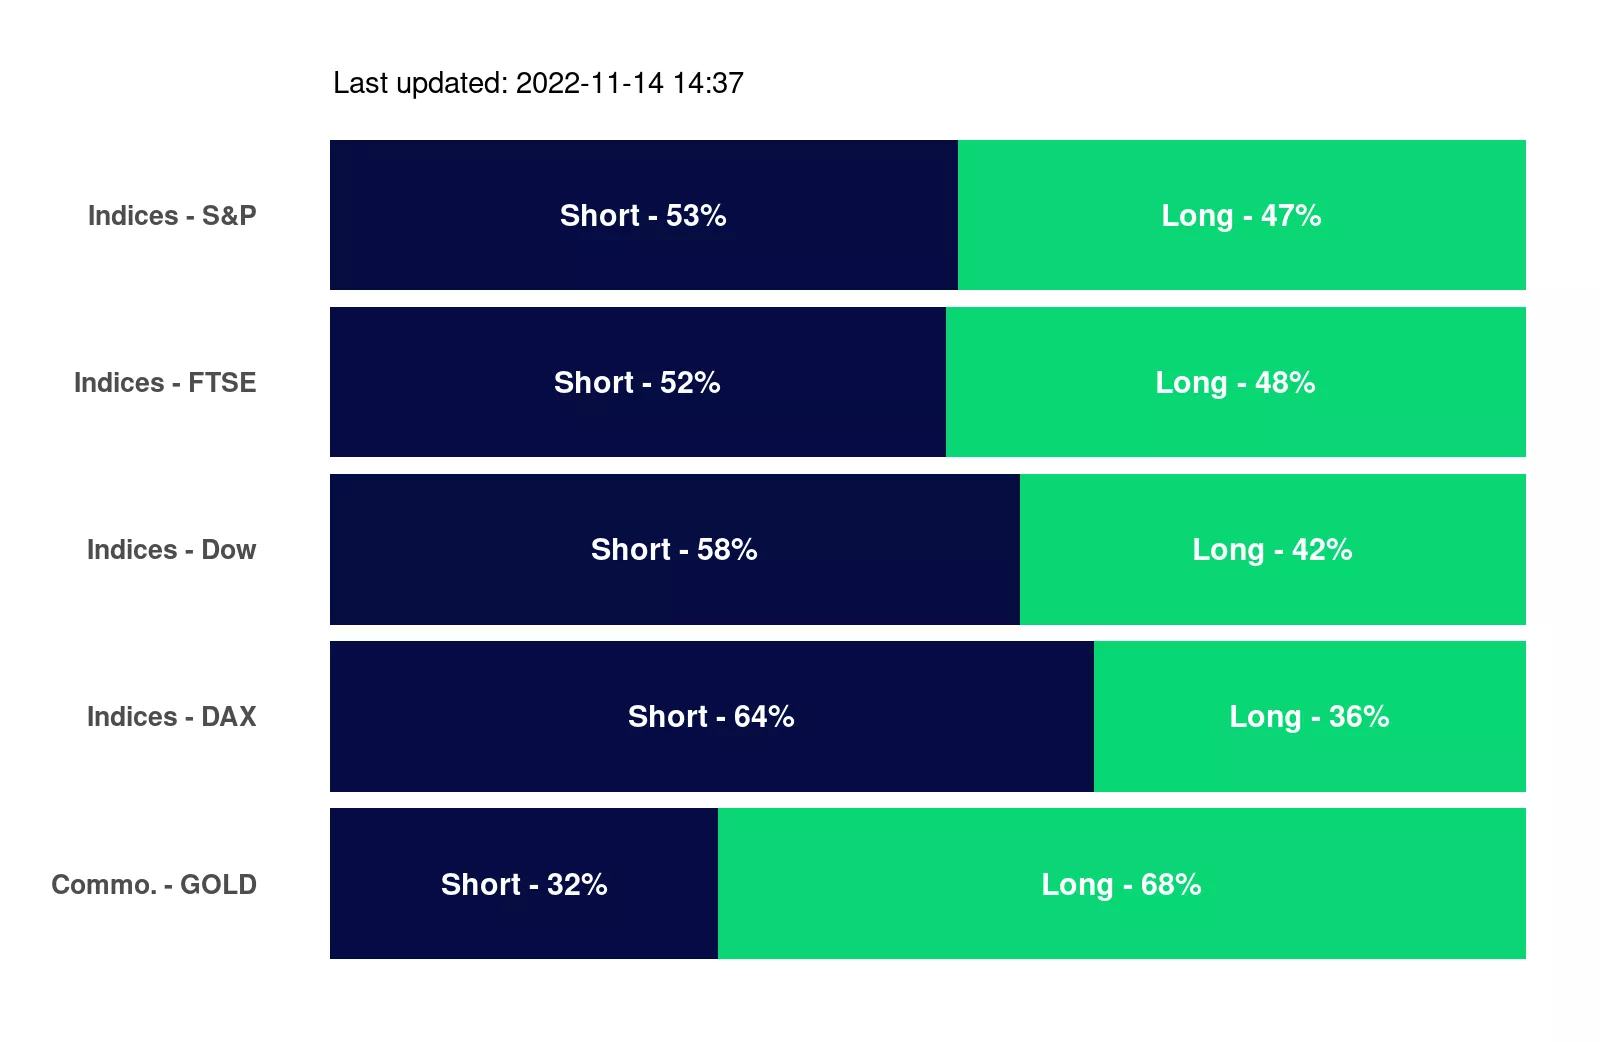 Last updated: 2022-11-14 14:37
Indices - S&P Short - 53% Long - 47%
Indices - FTSE Short - 52% Long - 48%
Indices - Dow Short - 58% Long - 42%
Indices - DAX Short - 64% Long - 36%
Commo. - GOLD Short - 32% Long - 68%